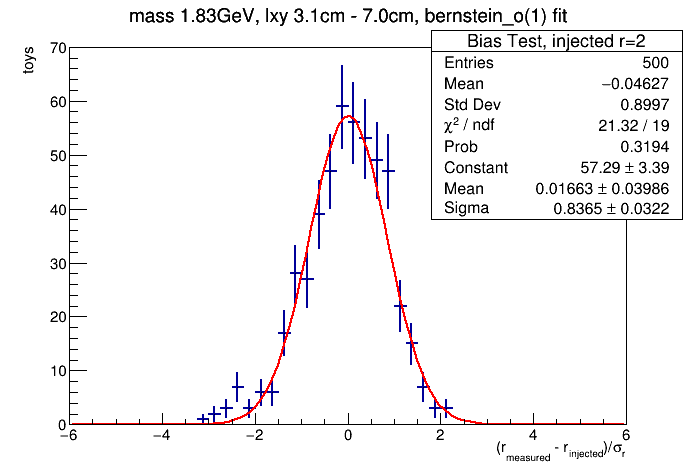 mass 1.83GeV, lxy 3.1cm - 7.0cm, bernstein_o(1) fit
Bias Test, injected r=2
Entries 500
Mean −0.04627
Std Dev 0.8997
χ² / ndf 21.32 / 19
Prob 0.3194
Constant 57.29 ± 3.39
Mean 0.01663 ± 0.03986
Sigma 0.8365 ± 0.0322
toys
70
60
50
40
30
20
10
0
−6 −4 −2 0 2 4 6
(r_measured - r_injected)/σ_r